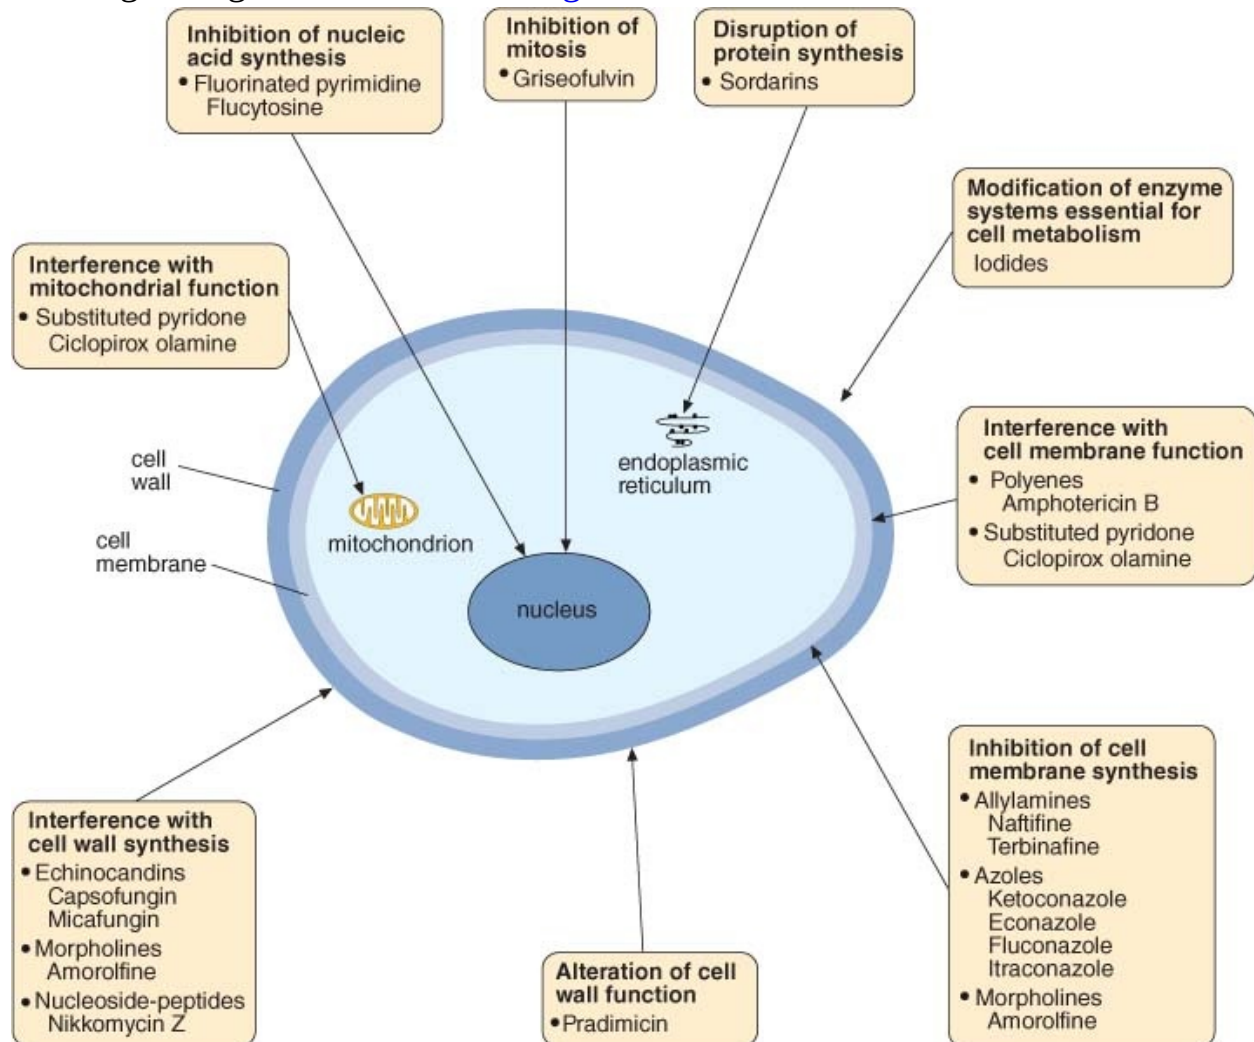 Inhibition of nucleic
acid synthesis
• Fluorinated pyrimidine
Flucytosine
Inhibition of
mitosis
• Griseofulvin
Disruption of
protein synthesis
• Sordarins
Modification of enzyme
systems essential for
cell metabolism
Iodides
Interference with
mitochondrial function
• Substituted pyridone
Ciclopirox olamine
cell
wall
cell
membrane
mitochondrion
endoplasmic
reticulum
nucleus
Interference with
cell membrane function
• Polyenes
Amphotericin B
• Substituted pyridone
Ciclopirox olamine
Interference with
cell wall synthesis
• Echinocandins
Capsofungin
Micafungin
• Morpholines
Amorolfine
• Nucleoside-peptides
Nikkomycin Z
Alteration of cell
wall function
• Pradimicin
Inhibition of cell
membrane synthesis
• Allylamines
Naftifine
Terbinafine
• Azoles
Ketoconazole
Econazole
Fluconazole
Itraconazole
• Morpholines
Amorolfine